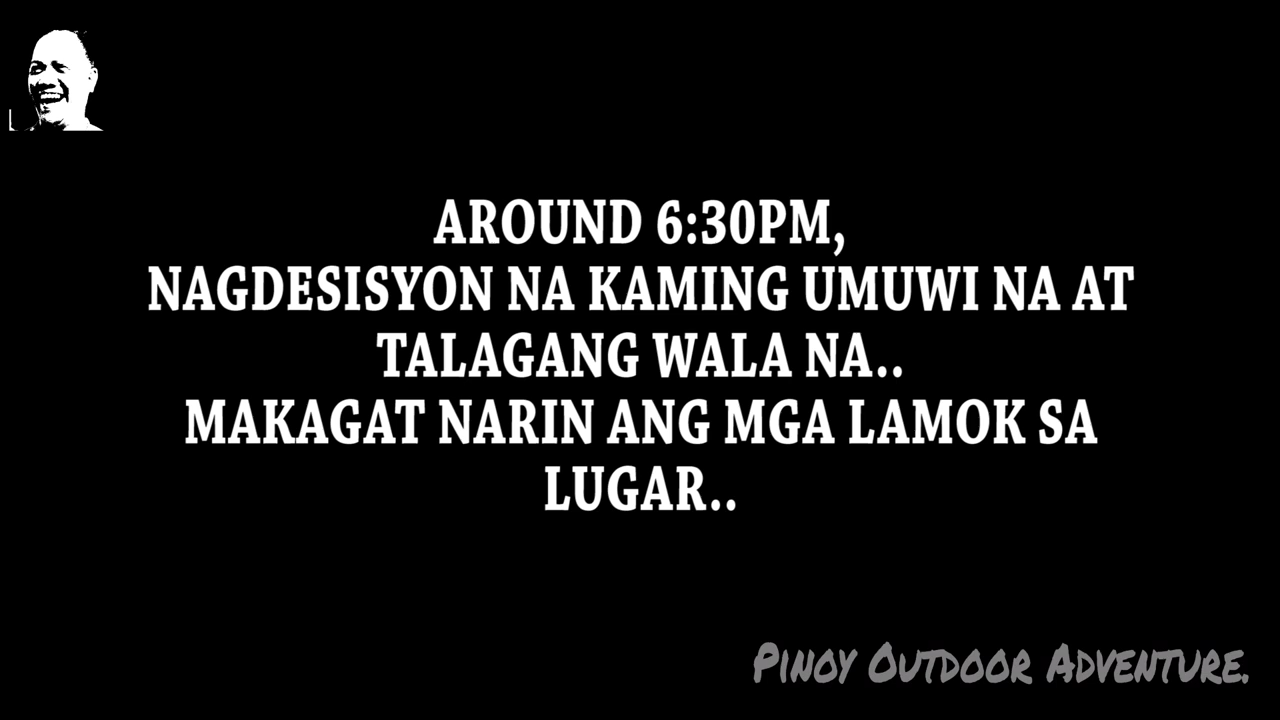 AROUND 6:30PM,
NAGDESISYON NA KAMING UMUWI NA AT
TALAGANG WALA NA..
MAKAGAT NARIN ANG MGA LAMOK SA
LUGAR..
PINOY OUTDOOR ADVENTURE.